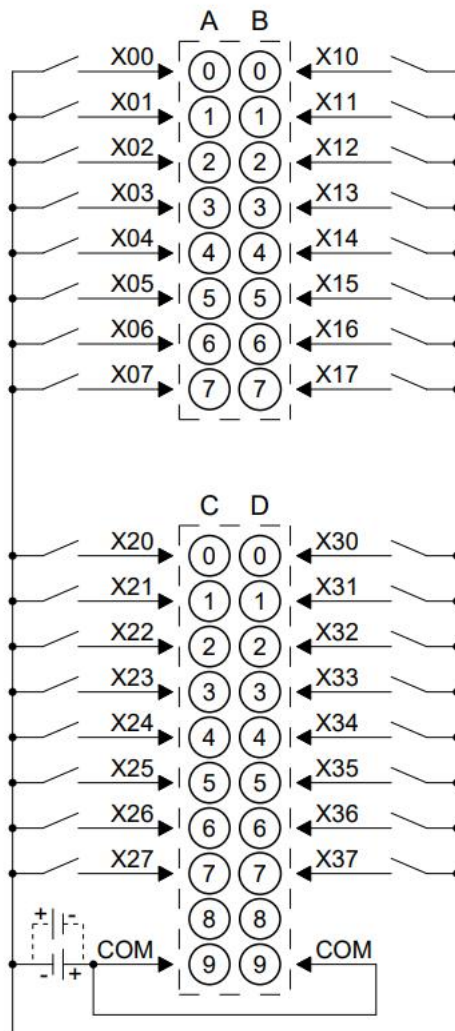 A B
X00 0 0 X10
X01 1 1 X11
X02 2 2 X12
X03 3 3 X13
X04 4 4 X14
X05 5 5 X15
X06 6 6 X16
X07 7 7 X17
C D
X20 0 0 X30
X21 1 1 X31
X22 2 2 X32
X23 3 3 X33
X24 4 4 X34
X25 5 5 X35
X26 6 6 X36
X27 7 7 X37
+ - 8 8
COM 9 9 COM
- +